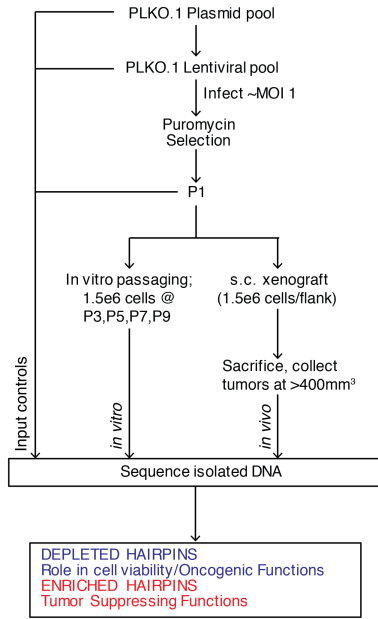 PLKO.1 Plasmid pool
PLKO.1 Lentiviral pool
Infect ~MOI 1
Puromycin
Selection
P1
In vitro passaging;
1.5e6 cells @
P3,P5,P7,P9
s.c. xenograft
(1.5e6 cells/flank)
Sacrifice, collect
tumors at >400mm³
Input controls
in vitro
in vivo
Sequence isolated DNA
DEPLETED HAIRPINS
Role in cell viability/Oncogenic Functions
ENRICHED HAIRPINS
Tumor Suppressing Functions